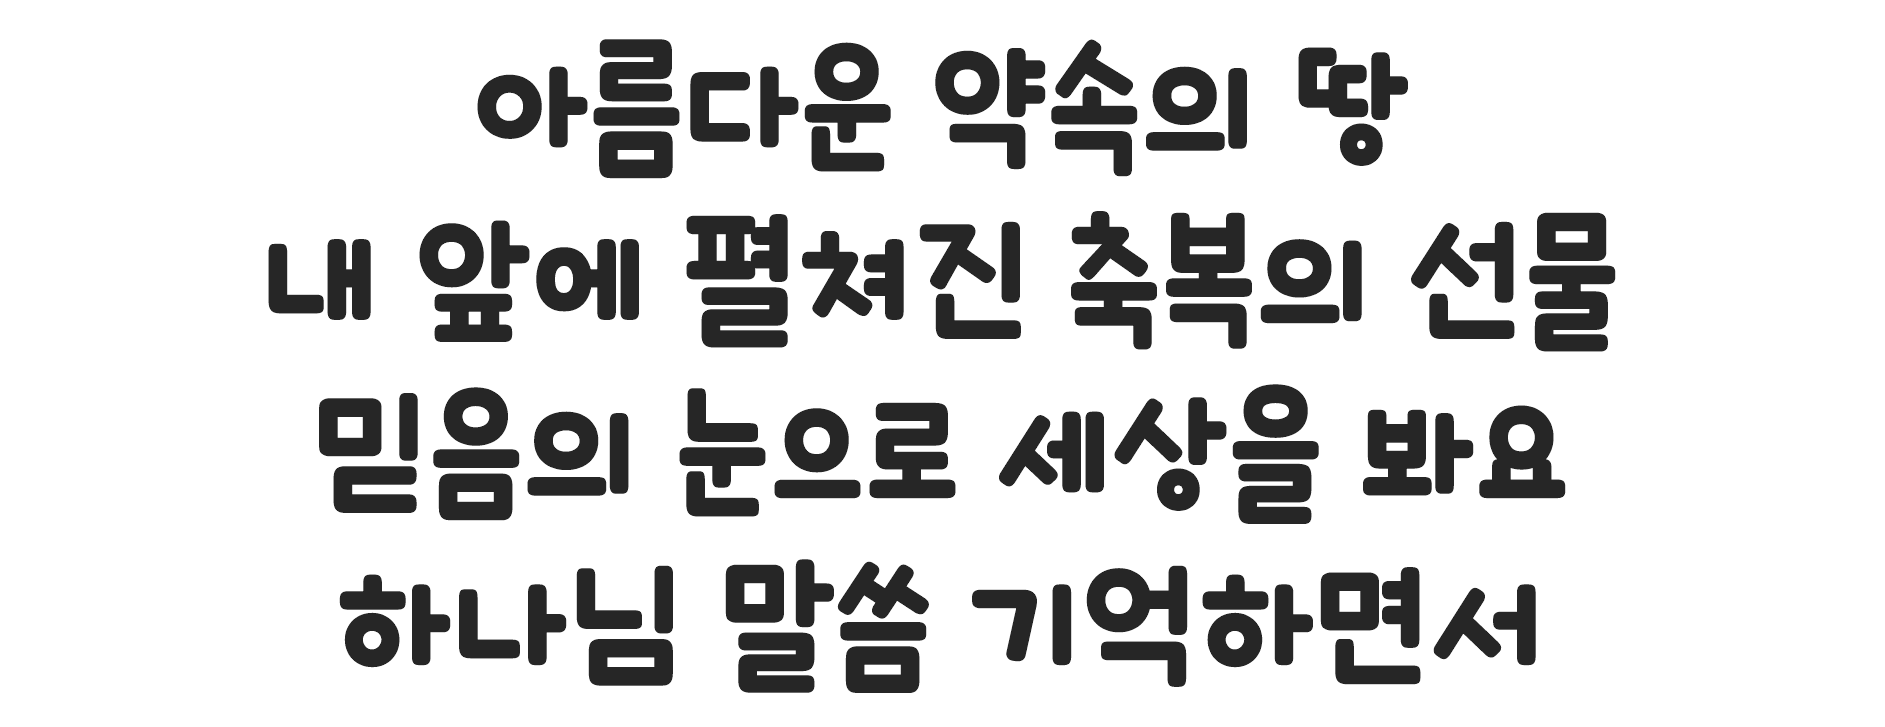 아름다운 약속의 땅
내 앞에 펼쳐진 축복의 선물
믿음의 눈으로 세상을 봐요
하나님 말씀 기억하면서